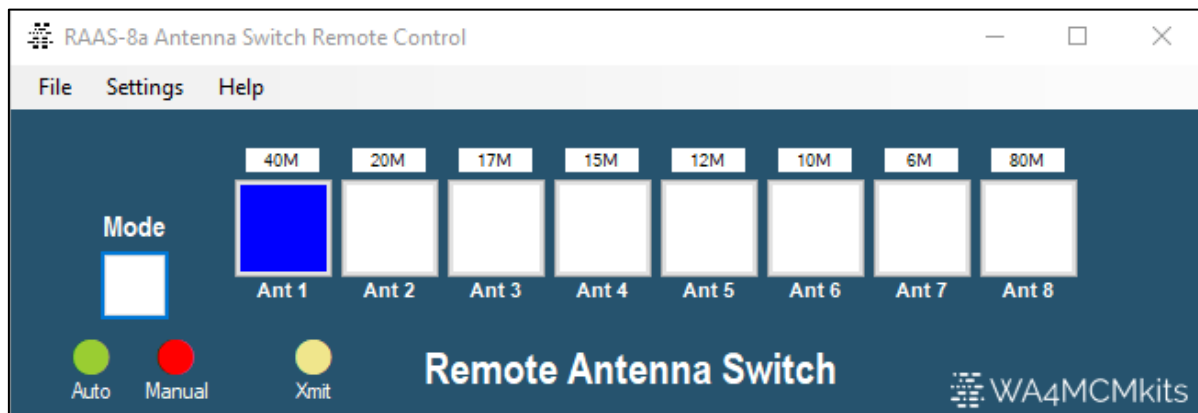 RAAS-8a Antenna Switch Remote Control
File Settings Help
40M 20M 17M 15M 12M 10M 6M 80M
Mode
Ant 1 Ant 2 Ant 3 Ant 4 Ant 5 Ant 6 Ant 7 Ant 8
Auto Manual Xmit
Remote Antenna Switch
WA4MCMkits